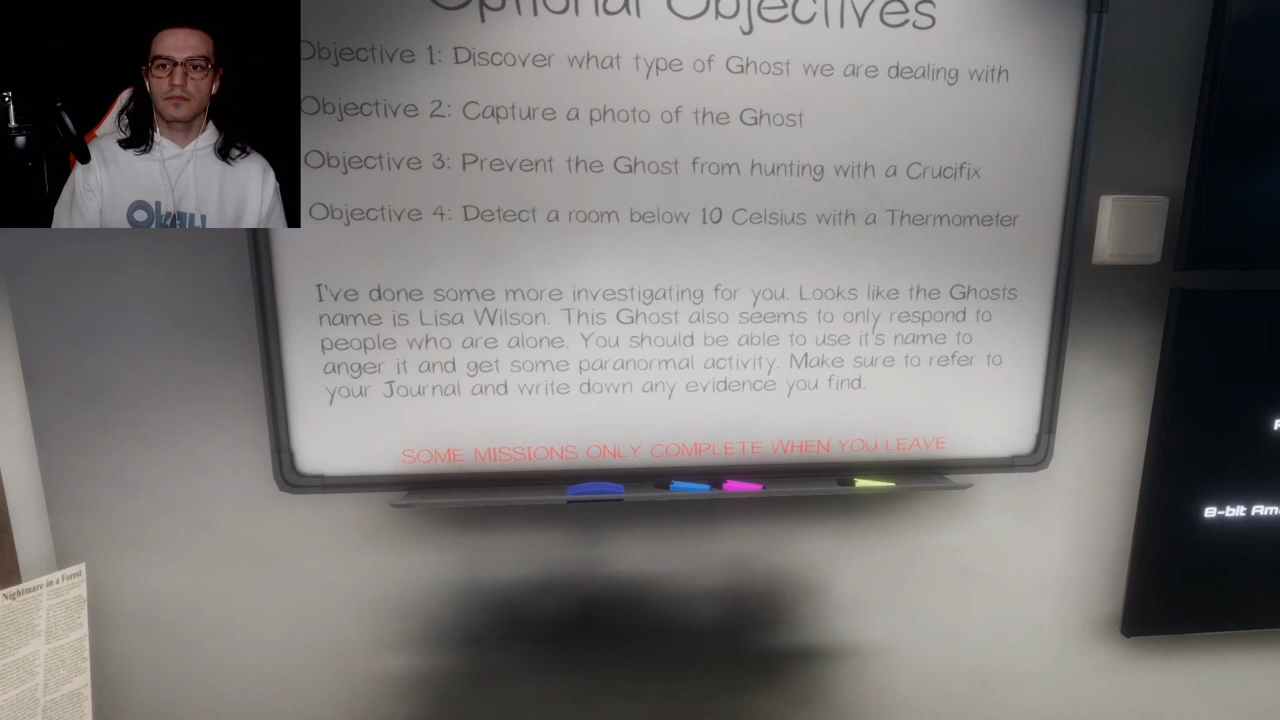 Optional Objectives
Objective 1: Discover what type of Ghost we are dealing with
Objective 2: Capture a photo of the Ghost
Objective 3: Prevent the Ghost from hunting with a Crucifix
Objective 4: Detect a room below 10 Celsius with a Thermometer
I've done some more investigating for you. Looks like the Ghosts
name is Lisa Wilson. This Ghost also seems to only respond to
people who are alone. You should be able to use it's name to
anger it and get some paranormal activity. Make sure to refer to
your Journal and write down any evidence you find.
SOME MISSIONS ONLY COMPLETE WHEN YOU LEAVE
8-bit
Nightmare in a Forest
Okay